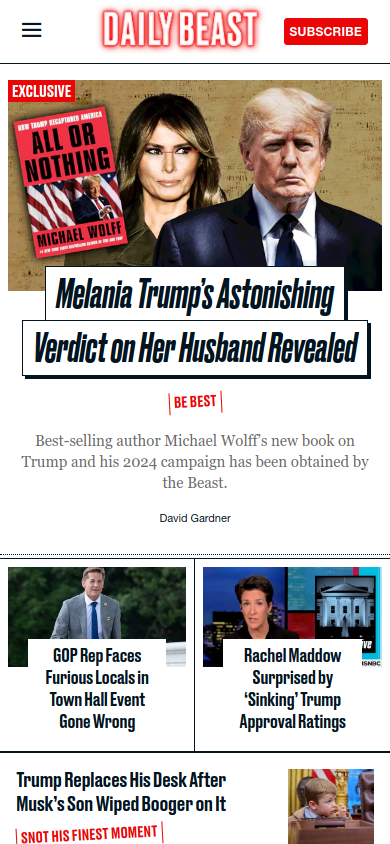 DAILY BEAST
SUBSCRIBE
EXCLUSIVE
HOW TRUMP RECAPTURED AMERICA
ALL OR
NOTHING
MICHAEL WOLFF
Melania Trump's Astonishing
Verdict on Her Husband Revealed
BE BEST
Best-selling author Michael Wolff's new book on
Trump and his 2024 campaign has been obtained by
the Beast.
David Gardner
GOP Rep Faces
Furious Locals in
Town Hall Event
Gone Wrong
MSNBC
Rachel Maddow
Surprised by
‘Sinking’ Trump
Approval Ratings
Trump Replaces His Desk After
Musk’s Son Wiped Booger on It
SNOT HIS FINEST MOMENT